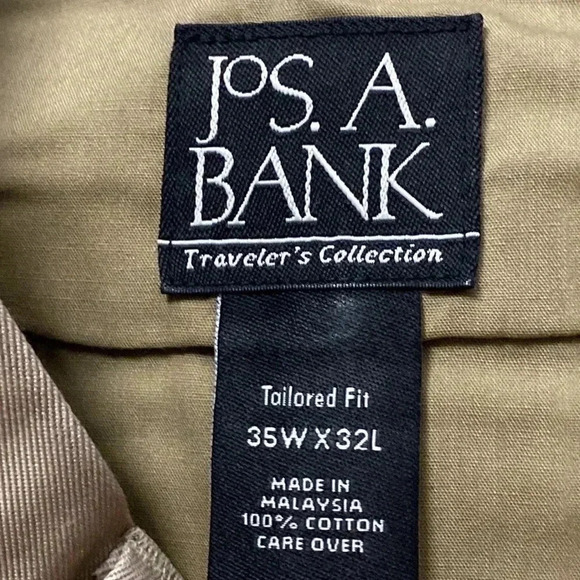 JOS. A.
BANK
Traveler's Collection
Tailored Fit
35W X 32L
MADE IN
MALAYSIA
100% COTTON
CARE OVER